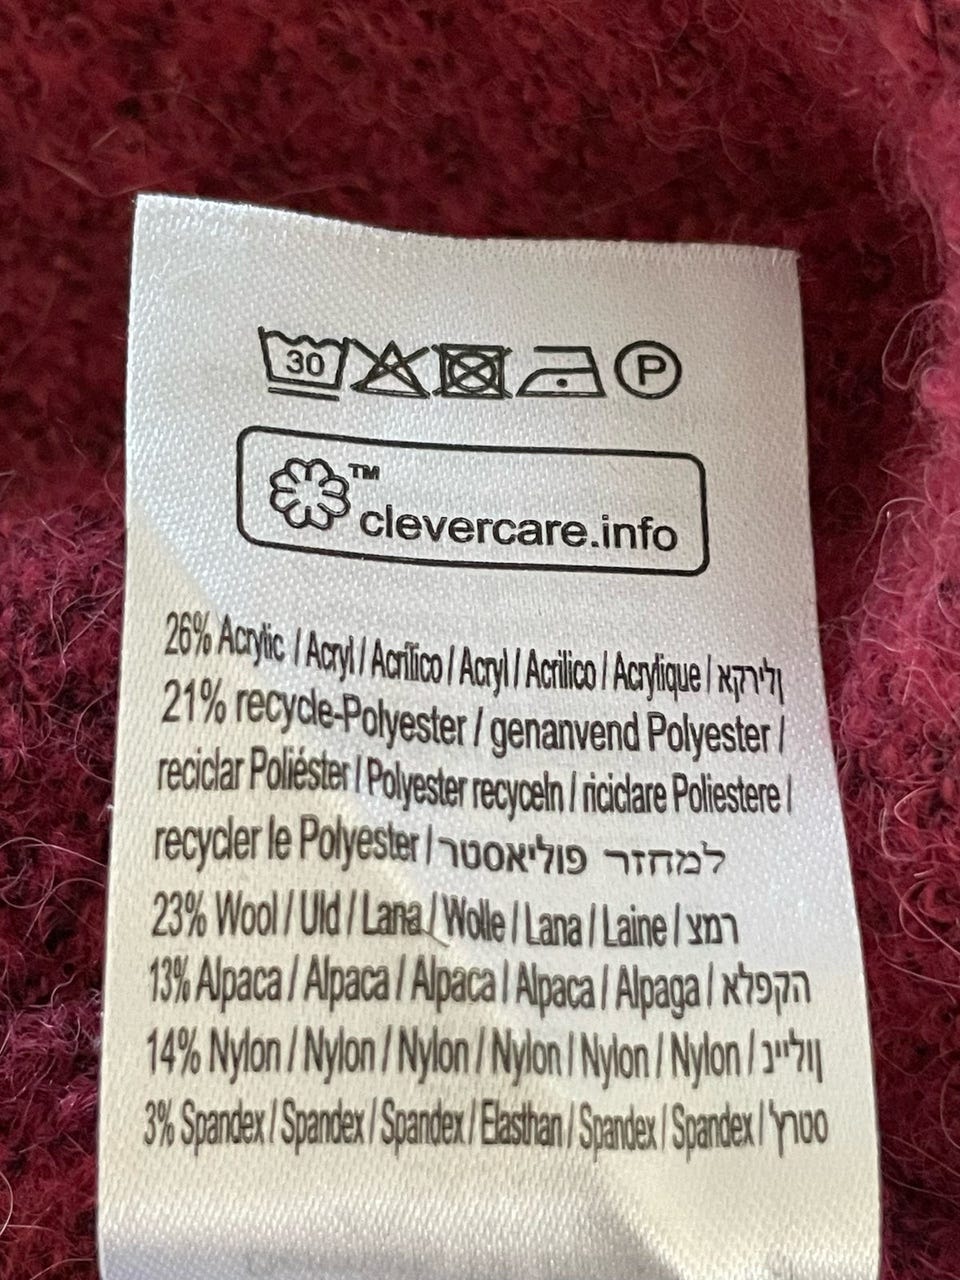 30 P
™ clevercare.info
26% Acrylic / Acryl / Acrílico / Acryl / Acrilico / Acrylique / אקרילן
21% recycle-Polyester / genanvend Polyester /
reciclar Poliéster / Polyester recyceln / riciclare Poliestere /
recycler le Polyester / למחזר פוליאסטר
23% Wool / Uld / Lana / Wolle / Lana / Laine / צמר
13% Alpaca / Alpaca / Alpaca / Alpaca / Alpaga / אלפקה
14% Nylon / Nylon / Nylon / Nylon / Nylon / Nylon / ניילון
3% Spandex / Spandex / Spandex / Elasthan / Spandex / Spandex / סטרץ'